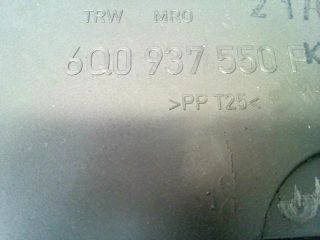 TRW MRO
6Q0 937 550 F
>PP T25<